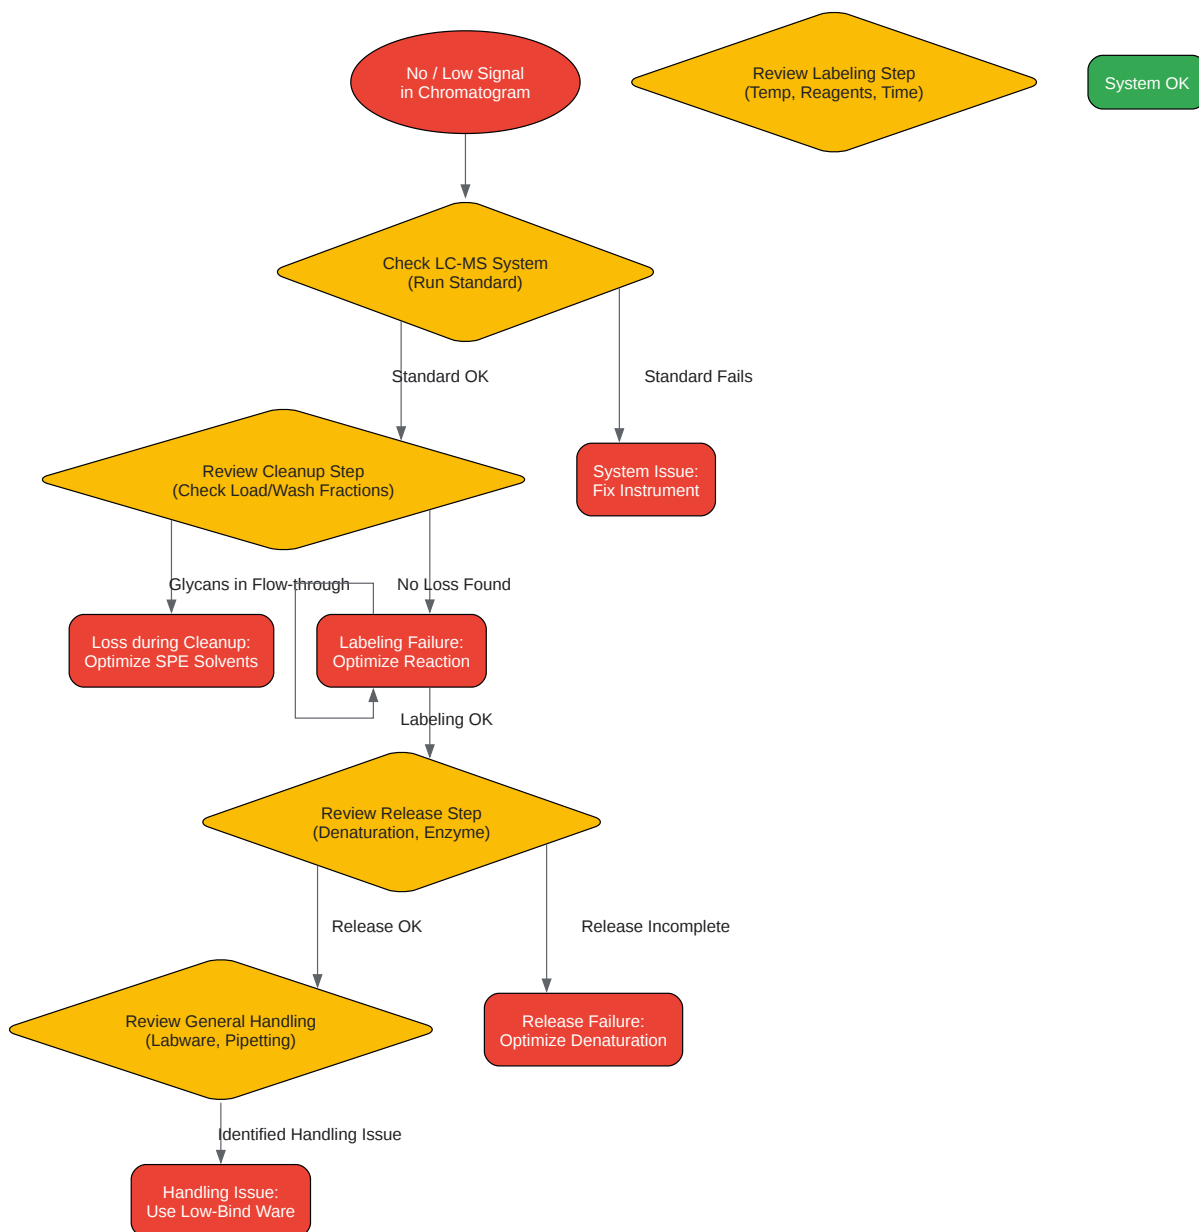 No / Low Signal
in Chromatogram
Review Labeling Step
(Temp, Reagents, Time)
System OK
Check LC-MS System
(Run Standard)
Standard OK
Standard Fails
Review Cleanup Step
(Check Load/Wash Fractions)
System Issue:
Fix Instrument
Glycans in Flow-through
No Loss Found
Loss during Cleanup:
Optimize SPE Solvents
Labeling Failure:
Optimize Reaction
Labeling OK
Review Release Step
(Denaturation, Enzyme)
Release OK
Release Incomplete
Review General Handling
(Labware, Pipetting)
Release Failure:
Optimize Denaturation
Identified Handling Issue
Handling Issue:
Use Low-Bind Ware